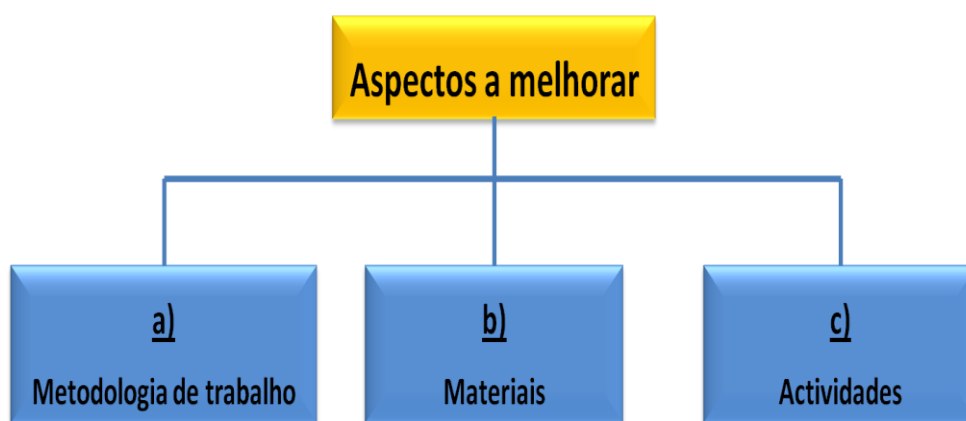 Aspectos a melhorar
a)
Metodologia de trabalho
b)
Materiais
c)
Actividades